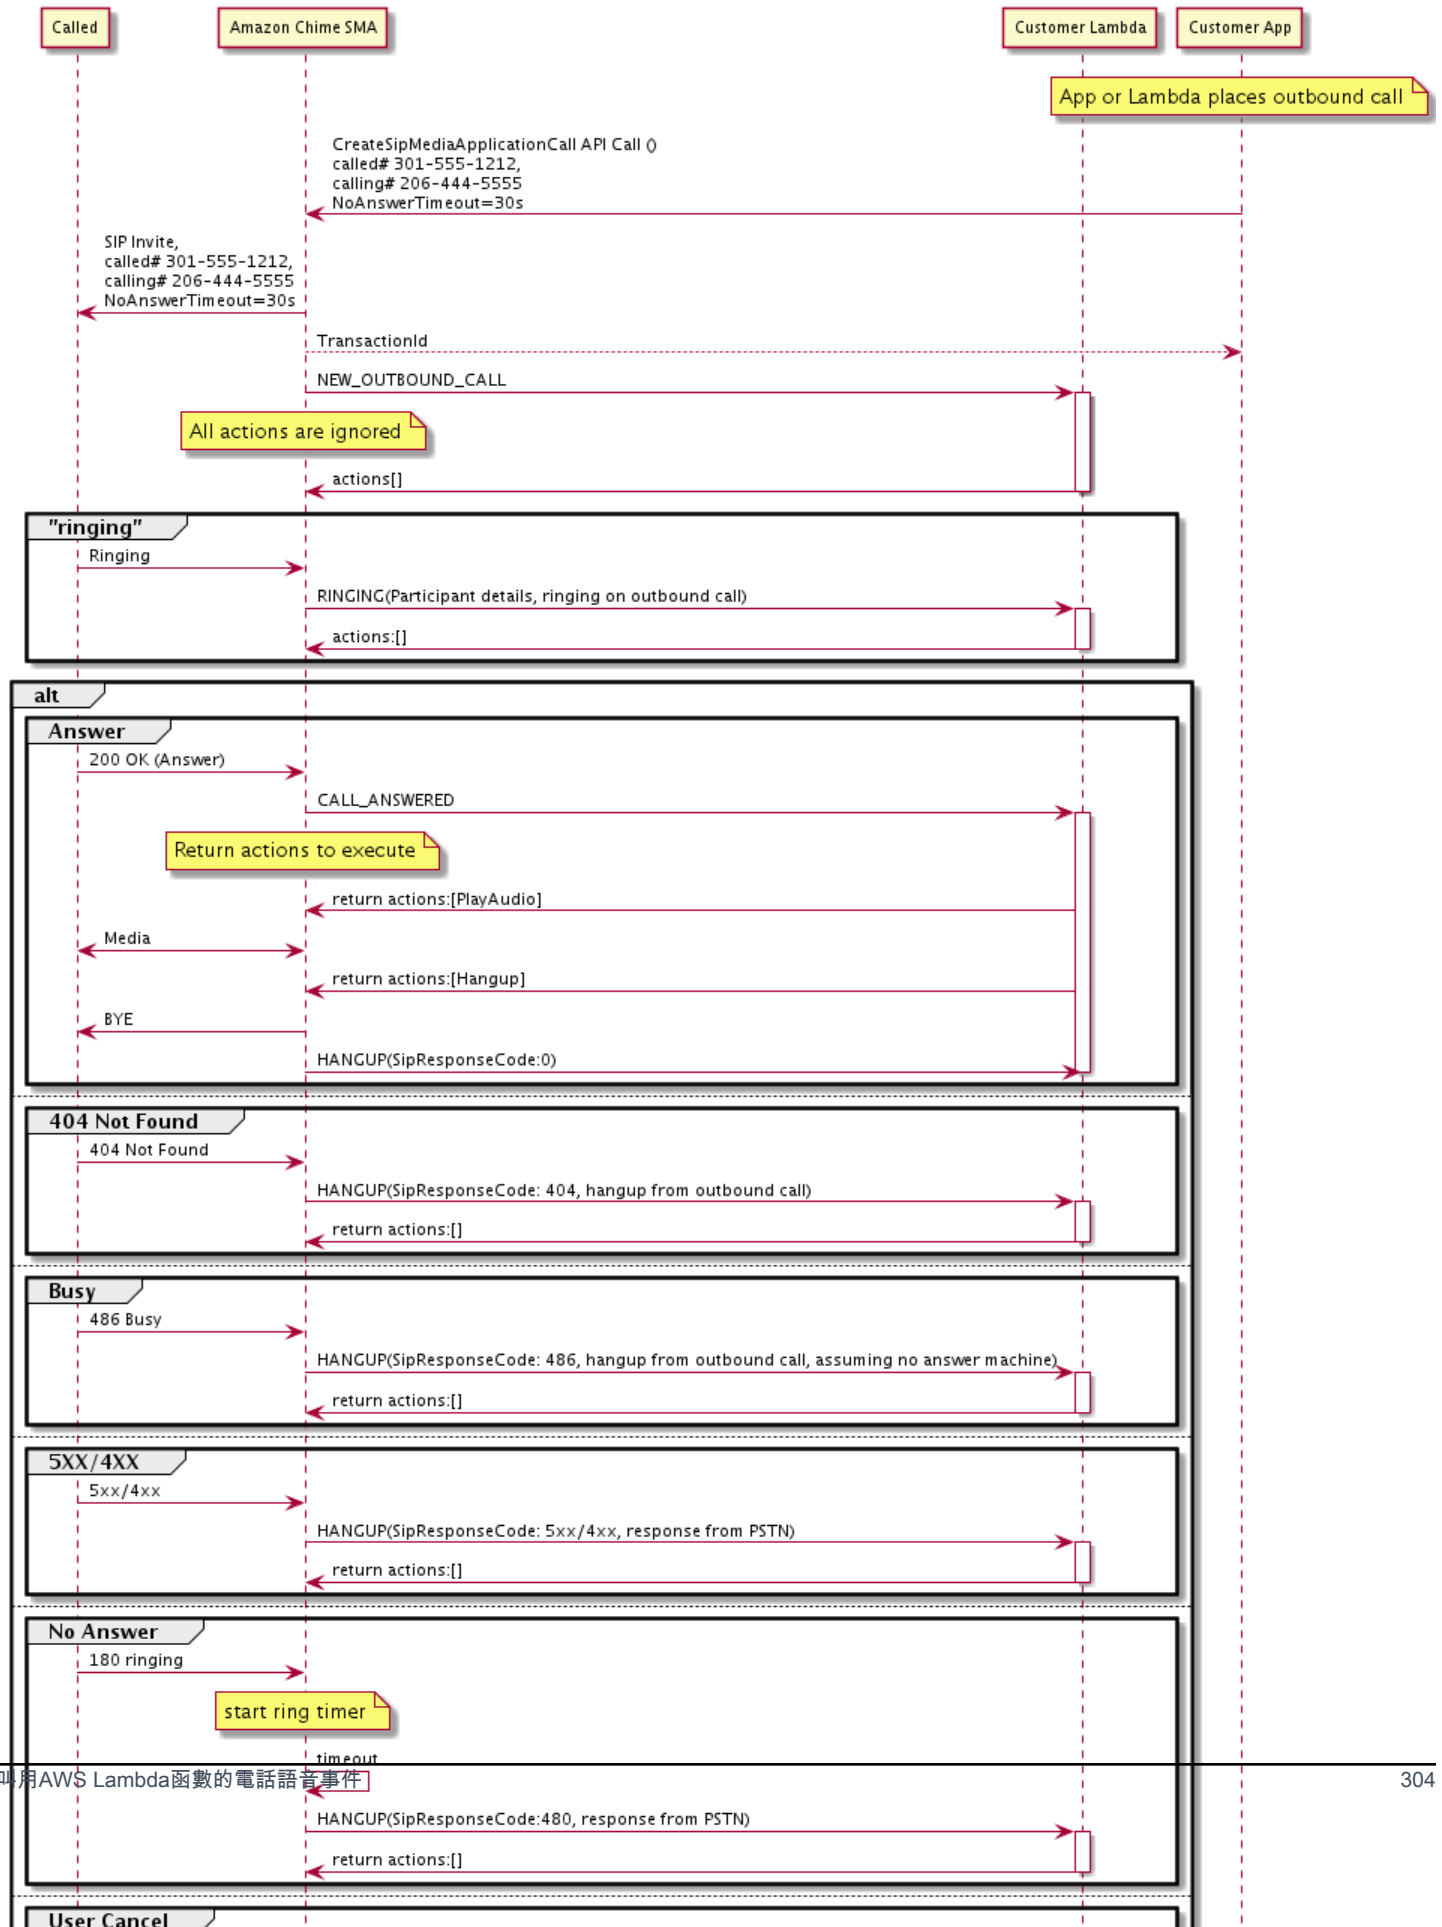 Called
Amazon Chime SMA
Customer Lambda
Customer App
App or Lambda places outbound call
CreateSipMediaApplicationCall API Call ()
called# 301-555-1212,
calling# 206-444-5555
NoAnswerTimeout=30s
SIP Invite,
called# 301-555-1212,
calling# 206-444-5555
NoAnswerTimeout=30s
TransactionId
NEW_OUTBOUND_CALL
All actions are ignored
actions[]
"ringing"
Ringing
RINGING(Participant details, ringing on outbound call)
actions:[]
alt
Answer
200 OK (Answer)
CALL_ANSWERED
Return actions to execute
return actions:[PlayAudio]
Media
return actions:[Hangup]
BYE
HANGUP(SipResponseCode:0)
404 Not Found
404 Not Found
HANGUP(SipResponseCode: 404, hangup from outbound call)
return actions:[]
Busy
486 Busy
HANGUP(SipResponseCode: 486, hangup from outbound call, assuming no answer machine)
return actions:[]
5XX/4XX
5xx/4xx
HANGUP(SipResponseCode: 5xx/4xx, response from PSTN)
return actions:[]
No Answer
180 ringing
start ring timer
timeout
叫用AWS Lambda函數的電話語音事件
304
HANGUP(SipResponseCode:480, response from PSTN)
return actions:[]
User Cancel